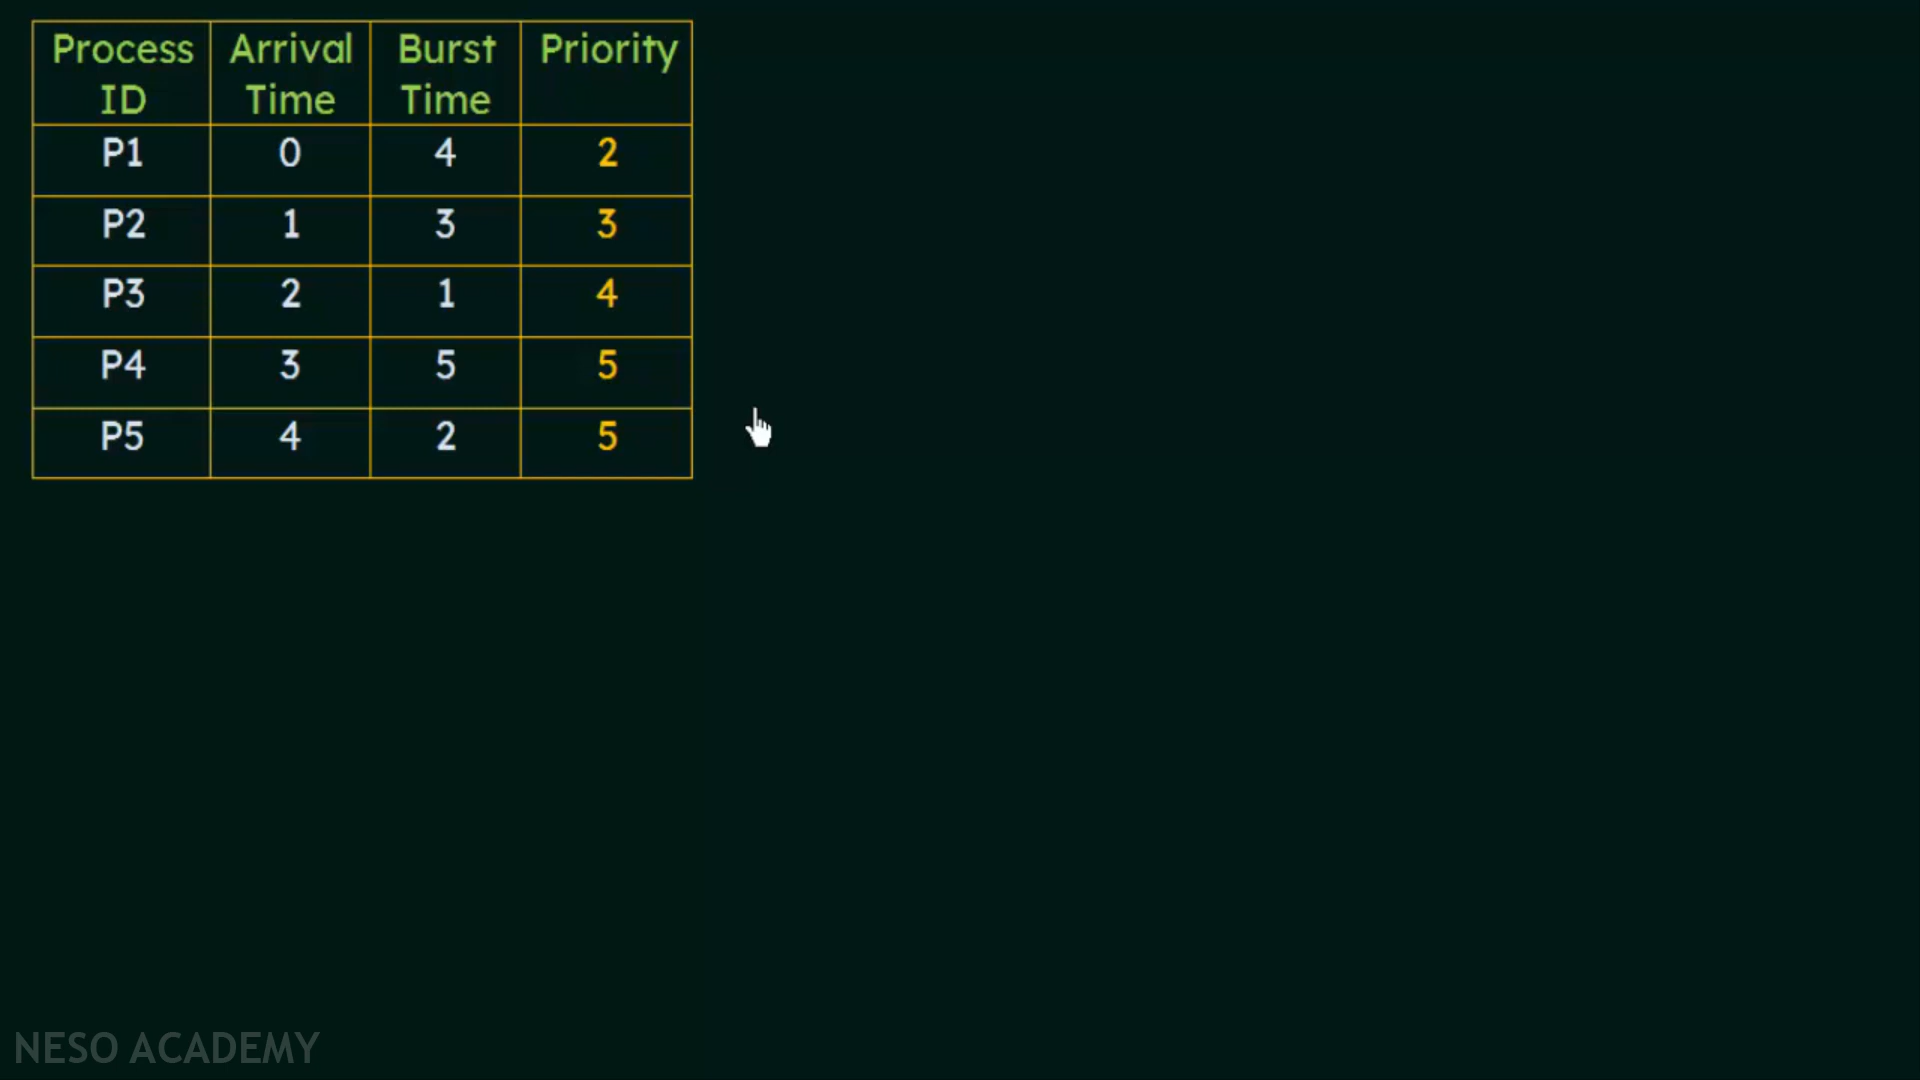 Process ID Arrival Time Burst Time Priority
P1 0 4 2
P2 1 3 3
P3 2 1 4
P4 3 5 5
P5 4 2 5
NESO ACADEMY